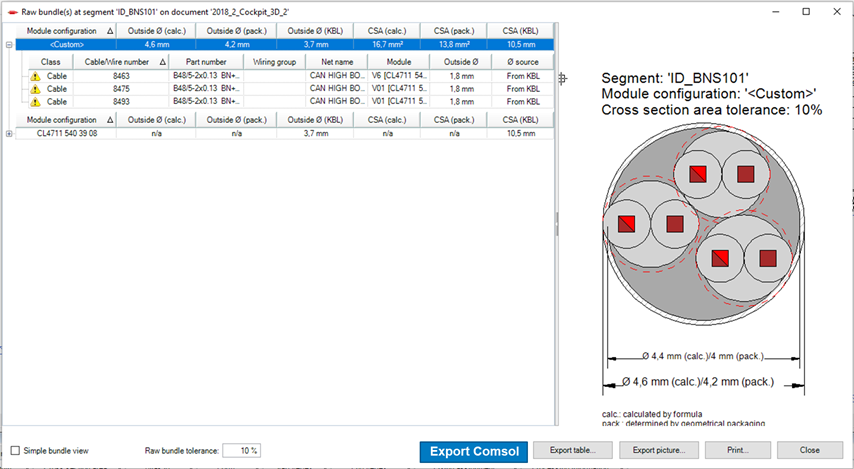 Raw bundle(s) at segment 'ID_BNS101' on document '2018_2_Cockpit_3D_2'
Module configuration Outside Ø (calc.) Outside Ø (pack.) Outside Ø (KBL) CSA (calc.) CSA (pack.) CSA (KBL)
<Custom> 4,6 mm 4,2 mm 3,7 mm 16,7 mm² 13,8 mm² 10,5 mm
Class Cable/Wire number Part number Wiring group Net name Module Outside Ø Ø source
Cable 8463 B48/5-2x0.13 BN+... CAN HIGH BO... V6 [CL4711 54... 1,8 mm From KBL
Cable 8475 B48/5-2x0.13 BN+... CAN HIGH BO... V01 [CL4711 5... 1,8 mm From KBL
Cable 8493 B48/5-2x0.13 BN+... CAN HIGH BO... V01 [CL4711 5... 1,8 mm From KBL
Module configuration Outside Ø (calc.) Outside Ø (pack.) Outside Ø (KBL) CSA (calc.) CSA (pack.) CSA (KBL)
CL4711 540 39 08 n/a n/a 3,7 mm n/a n/a 10,5 mm
Segment: 'ID_BNS101'
Module configuration: '<Custom>'
Cross section area tolerance: 10%
Ø 4,4 mm (calc.)/4 mm (pack.)
Ø 4,6 mm (calc.)/4,2 mm (pack.)
calc.: calculated by formula
pack.: determined by geometrical packaging
Simple bundle view Raw bundle tolerance: 10 % Export Comsol Export table... Export picture... Print... Close